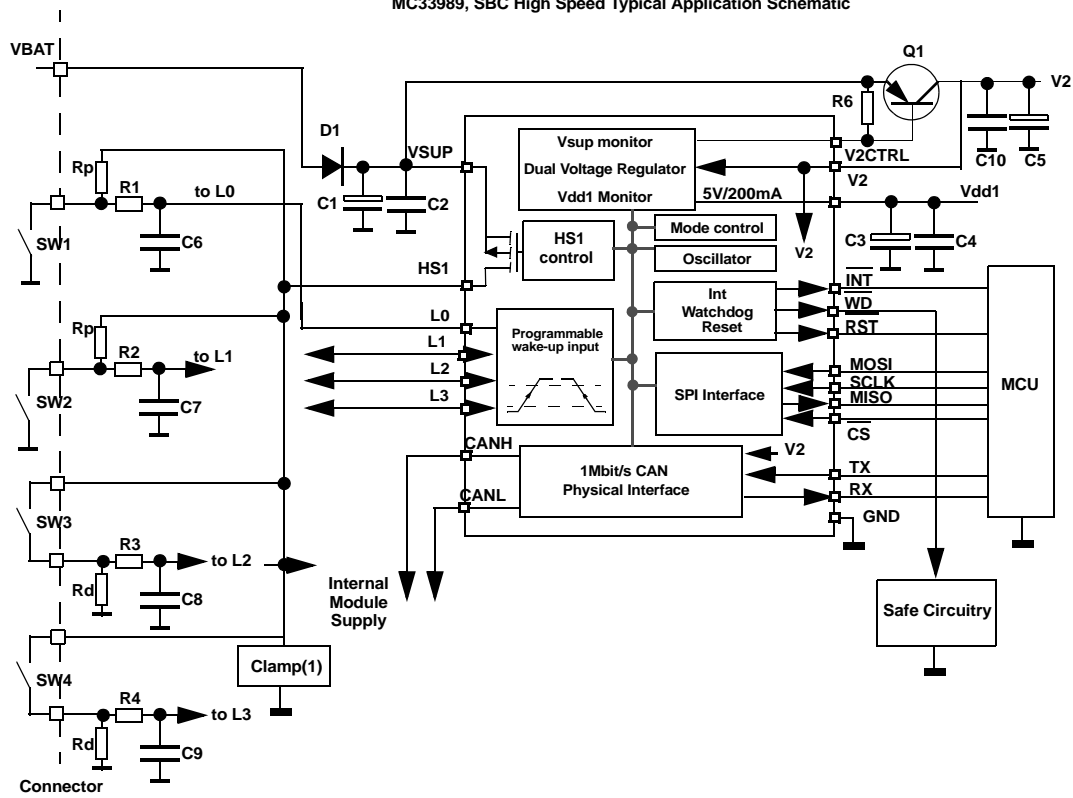 MC33989, SBC High Speed Typical Application Schematic
VBAT
Q1
V2
R6
D1
VSUP
Vsup monitor
Dual Voltage Regulator
Vdd1 Monitor
V2CTRL
V2
C10
C5
Rp
R1
to L0
C1
C2
5V/200mA
Vdd1
SW1
C6
HS1
control
Mode control
Oscillator
V2
C3
C4
HS1
INT
Int
Watchdog
Reset
WD
RST
L0
Rp
Programmable
wake-up input
L1
R2
to L1
L2
MOSI
SPI Interface
SCLK
MCU
MISO
SW2
C7
L3
CS
CANH
V2
1Mbit/s CAN
Physical Interface
TX
CANL
RX
SW3
GND
R3
to L2
Rd
C8
Internal
Module
Supply
Safe Circuitry
Clamp(1)
SW4
R4
to L3
Rd
C9
Connector